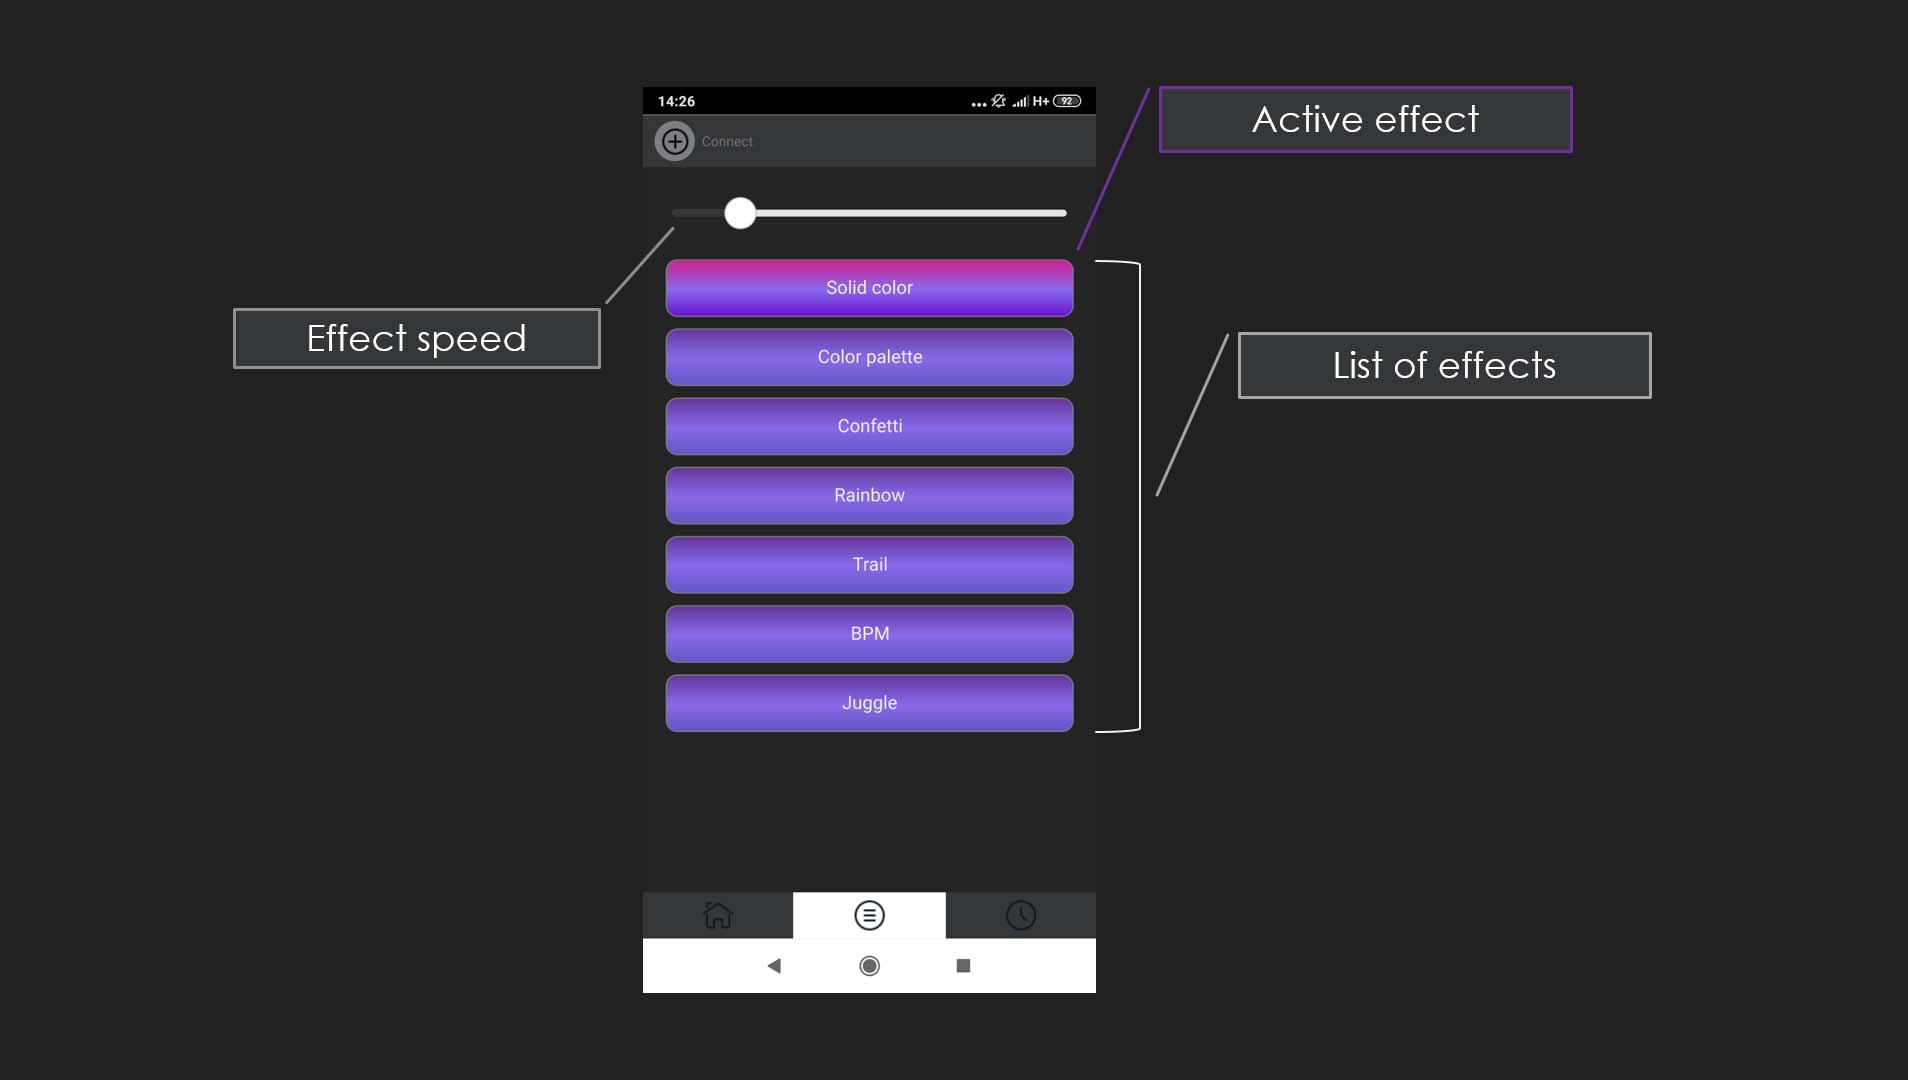 14:26
H+ 92
Connect
Active effect
Effect speed
Solid color
Color palette
List of effects
Confetti
Rainbow
Trail
BPM
Juggle